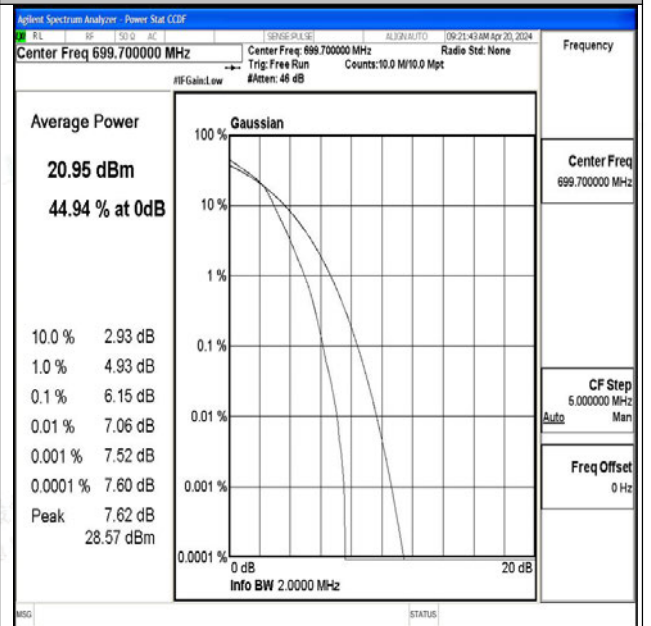 Agilent Spectrum Analyzer - Power Stat CCDF
RL RF 50 Ω AC SENSE:PULSE ALIGN AUTO 09:21:43 AM Apr 20, 2024
Center Freq 699.700000 MHz
Center Freq: 699.700000 MHz Radio Std: None
Trig: Free Run Counts:10.0 M/10.0 Mpt
#IFGain:Low #Atten: 46 dB
Frequency
Average Power
20.95 dBm
44.94 % at 0dB
10.0 % 2.93 dB
1.0 % 4.93 dB
0.1 % 6.15 dB
0.01 % 7.06 dB
0.001 % 7.52 dB
0.0001 % 7.60 dB
Peak 7.62 dB
28.57 dBm
Gaussian
100 %
10 %
1 %
0.1 %
0.01 %
0.001 %
0.0001 %
0 dB 20 dB
Info BW 2.0000 MHz
Center Freq
699.700000 MHz
CF Step
5.000000 MHz
Auto Man
Freq Offset
0 Hz
MSG STATUS